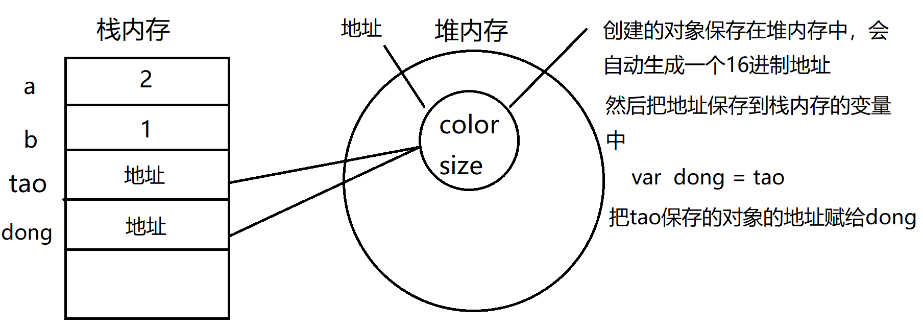 栈内存
a
2
b
1
tao
地址
dong
地址
地址
堆内存
color
size
创建的对象保存在堆内存中，会
自动生成一个16进制地址
然后把地址保存到栈内存的变量
中
var dong = tao
把tao保存的对象的地址赋给dong